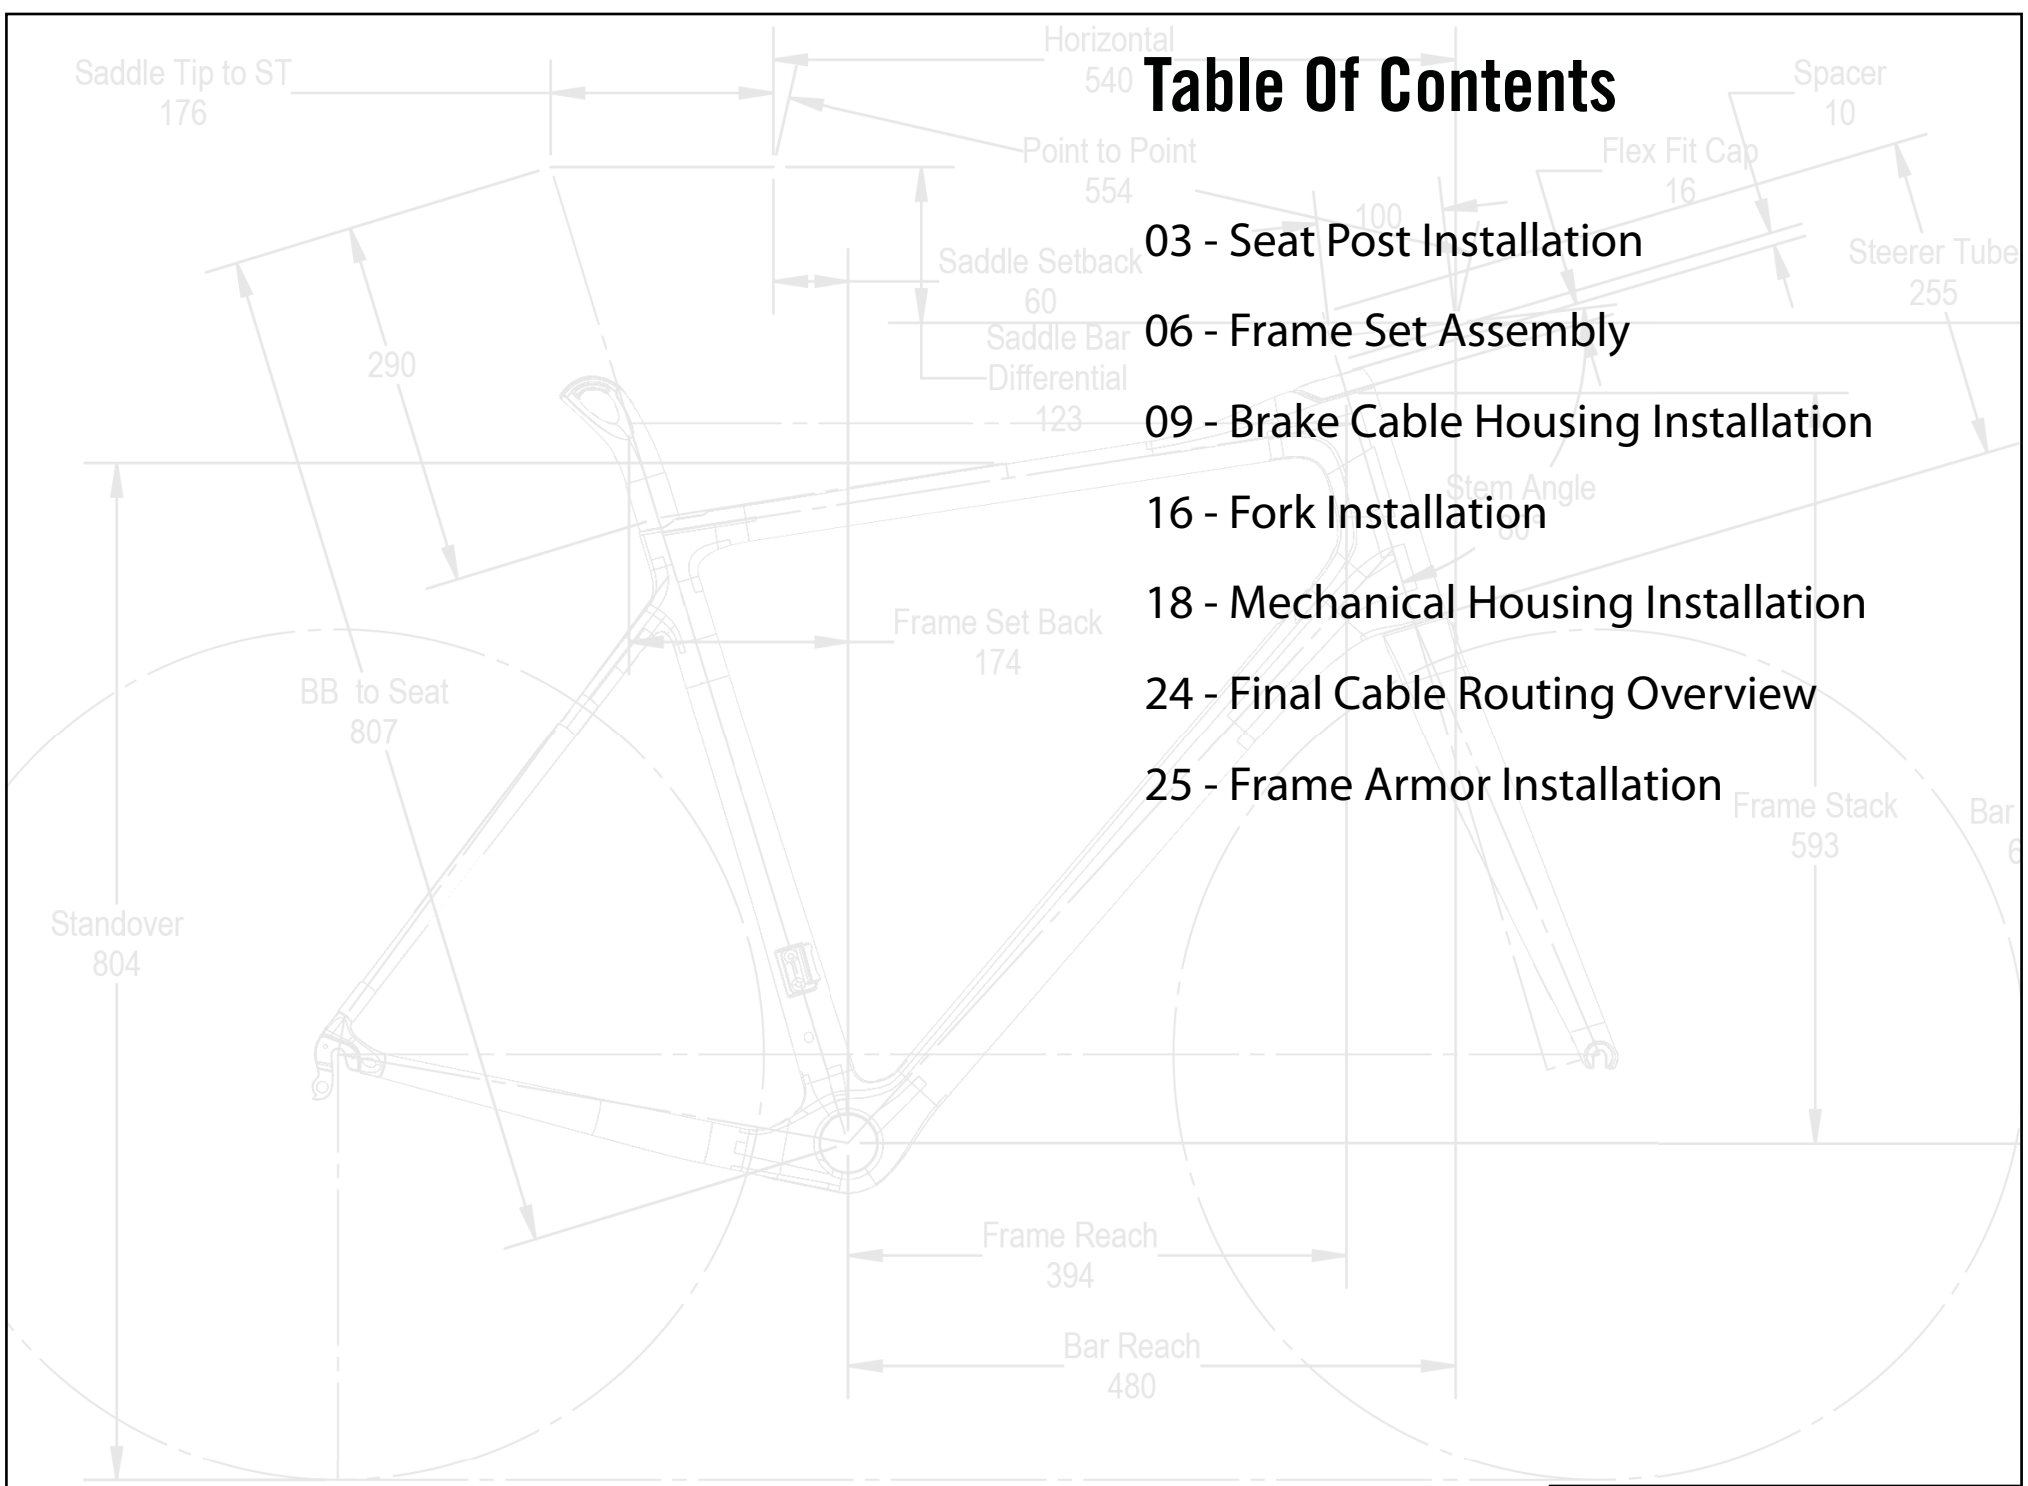 Table Of Contents
03 - Seat Post Installation
06 - Frame Set Assembly
09 - Brake Cable Housing Installation
16 - Fork Installation
18 - Mechanical Housing Installation
24 - Final Cable Routing Overview
25 - Frame Armor Installation
Saddle Tip to ST
176
Horizontal
540
Spacer
10
Point to Point
554
Flex Fit Cap
16
100
Saddle Setback
60
Steerer Tube
255
Saddle Bar
Differential
123
290
Stem Angle
Frame Set Back
174
BB to Seat
807
Frame Stack
593
Bar
6
Standover
804
Frame Reach
394
Bar Reach
480